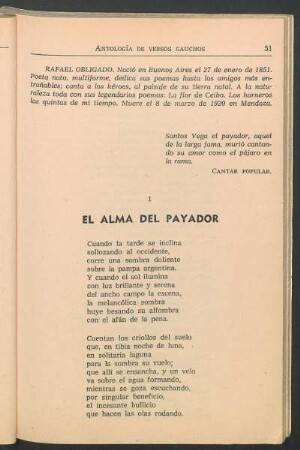 ANTOLOGÍA DE VERSOS GAUCHOS 51
RAFAEL OBLIGADO. Nació en Buenos Aires el 27 de enero de 1851.
Poeta nato, multiforme, dedica sus poemas hasta los amigos más en-
trañables; canta a los héroes, al paisaje de su tierra natal. A la natu-
raleza toda con sus legendarios poemas: La flor de Ceibo, Los horneros
las quintas de mi tiempo. Muere el 8 de marzo de 1920 en Mendoza.
Santos Vega el payador, aquel
de la larga fama, murió cantan-
do su amor como el pájaro en
la rama.
CANTAR POPULAR.
I
EL ALMA DEL PAYADOR
Cuando la tarde se inclina
sollozando al occidente,
corre una sombra doliente
sobre la pampa argentina.
Y cuando el sol ilumina
con luz brillante y serena
del ancho campo la escena,
la melancólica sombra
huye besando su alfombra
con el afán de la pena.
Cuentan los criollos del suelo
que, en tibia noche de luna,
en solitaria laguna
para la sombra su vuelo;
que allí se ensancha, y un velo
va sobre el agua formando,
mientras se goza escuchando,
por singular beneficio,
el incesante bullicio
que hacen las olas rodando.